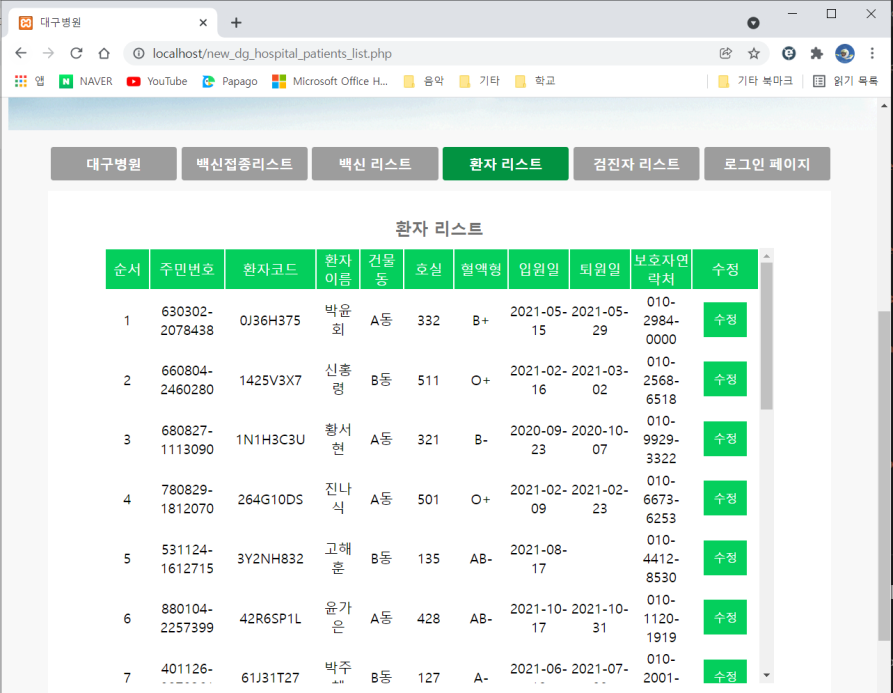 대구병원
localhost/new_dg_hospital_patients_list.php
앱 NAVER YouTube Papago Microsoft Office H... 음악 기타 학교 기타 북마크 읽기 목록
대구병원 백신접종리스트 백신 리스트 환자 리스트 검진자 리스트 로그인 페이지
환자 리스트
순서 주민번호 환자코드 환자 이름 건물 동 호실 혈액형 입원일 퇴원일 보호자연 락처 수정
1 630302-2078438 0J36H375 박윤회 A동 332 B+ 2021-05-15 2021-05-29 010-2984-0000 수정
2 660804-2460280 1425V3X7 신홍령 B동 511 O+ 2021-02-16 2021-03-02 010-2568-6518 수정
3 680827-1113090 1N1H3C3U 황서현 A동 321 B- 2020-09-23 2020-10-07 010-9929-3322 수정
4 780829-1812070 264G10DS 진나식 A동 501 O+ 2021-02-09 2021-02-23 010-6673-6253 수정
5 531124-1612715 3Y2NH832 고해훈 B동 135 AB- 2021-08-17 010-4412-8530 수정
6 880104-2257399 42R6SP1L 윤가은 A동 428 AB- 2021-10-17 2021-10-31 010-1120-1919 수정
7 401126- 61J31T27 박주 B동 127 A- 2021-06- 2021-07- 010-2001- 수정